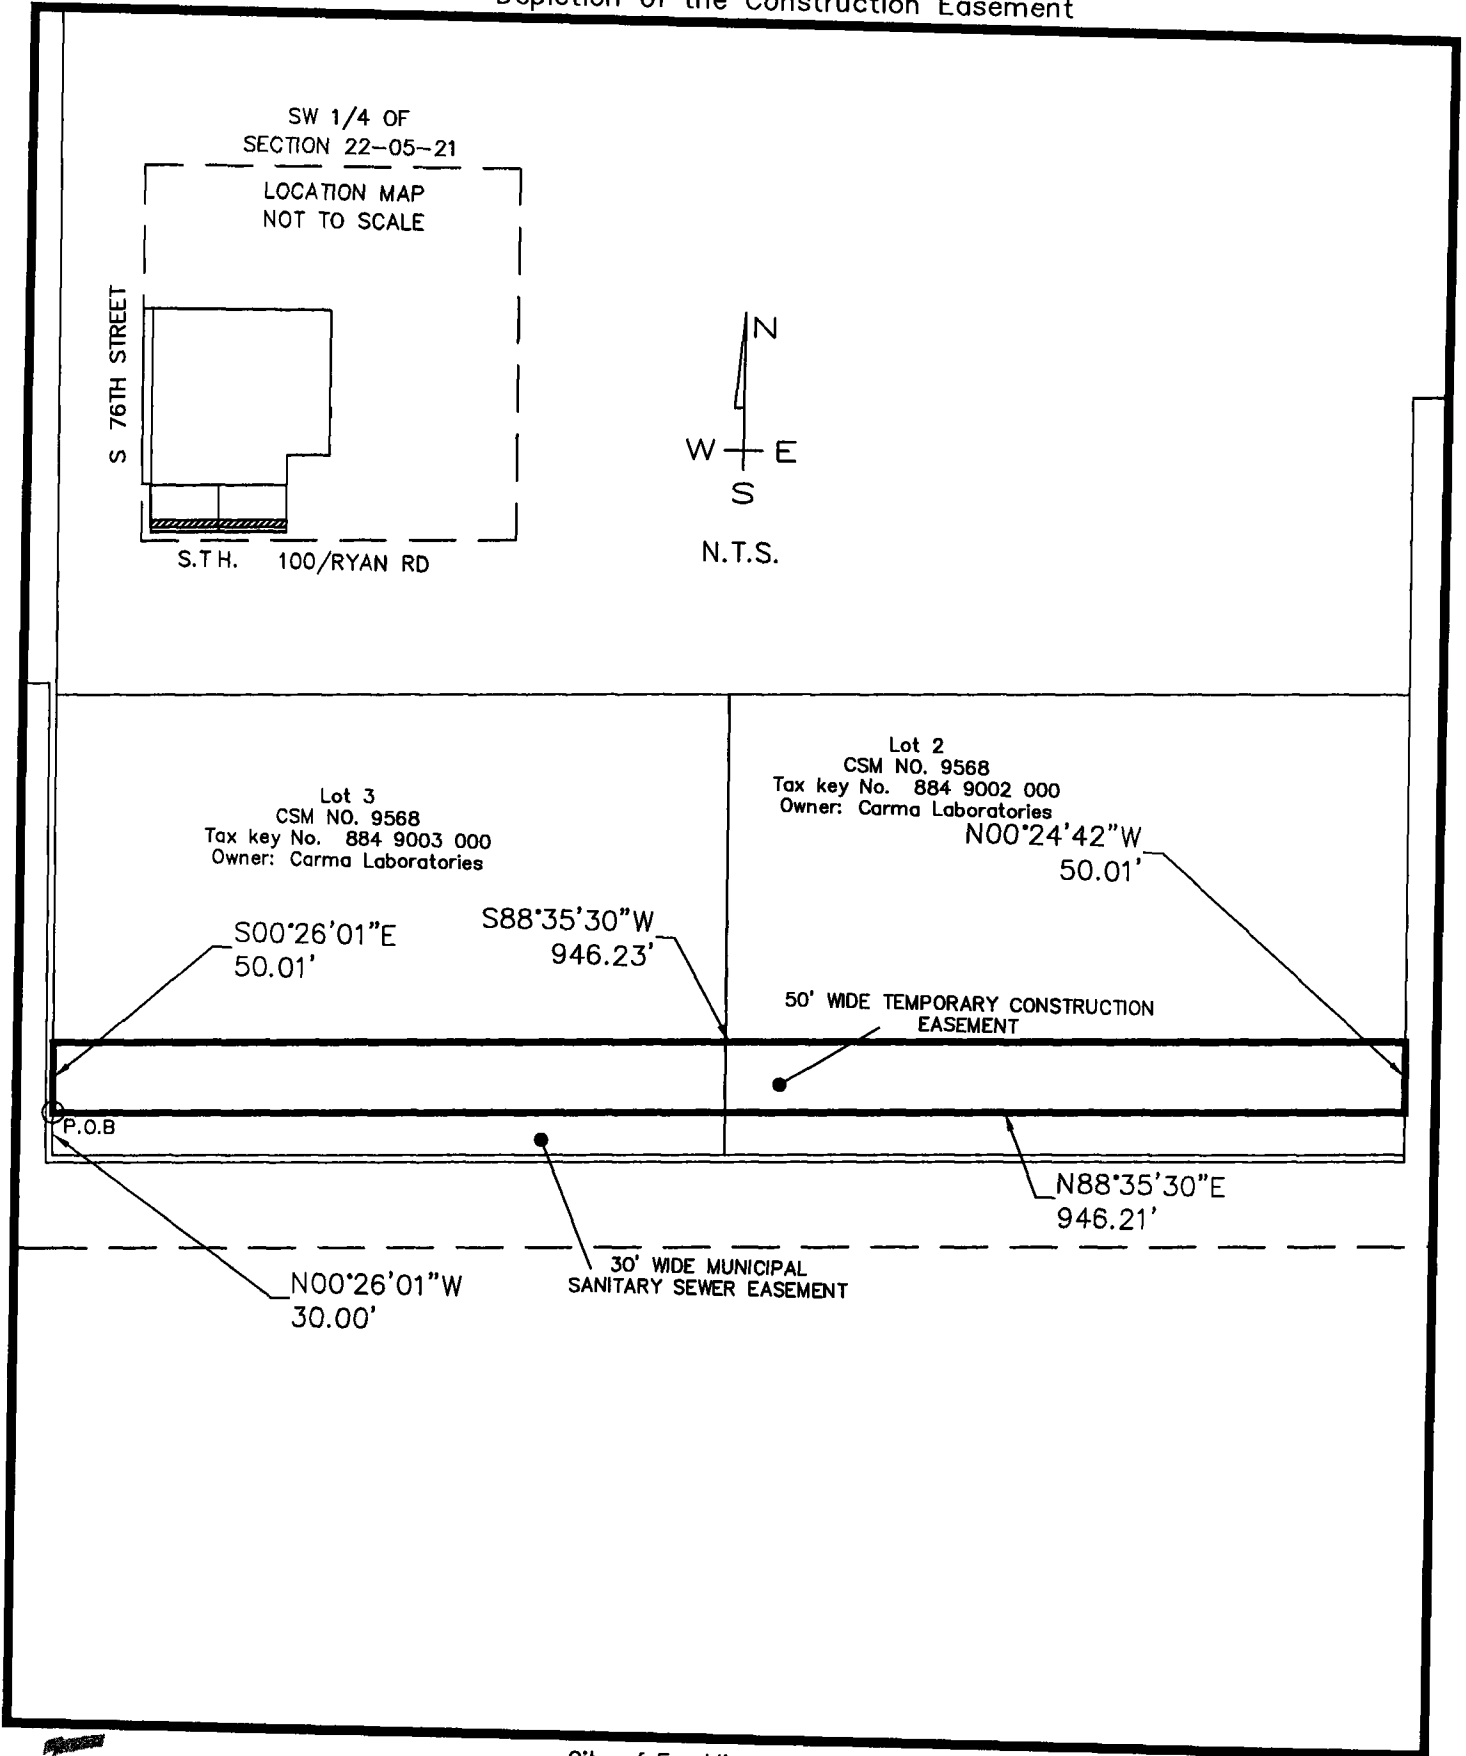 Depiction of the Construction Easement
SW 1/4 OF
SECTION 22-05-21
LOCATION MAP
NOT TO SCALE
S 76TH STREET
S.T H. 100/RYAN RD
N
W E
S
N.T.S.
Lot 3
CSM NO. 9568
Tax key No. 884 9003 000
Owner: Carma Laboratories
Lot 2
CSM NO. 9568
Tax key No. 884 9002 000
Owner: Carma Laboratories
N00°24'42"W
50.01'
S00°26'01"E
50.01'
S88°35'30"W
946.23'
50' WIDE TEMPORARY CONSTRUCTION
EASEMENT
P.O.B
N88°35'30"E
946.21'
30' WIDE MUNICIPAL
SANITARY SEWER EASEMENT
N00°26'01"W
30.00'
City of